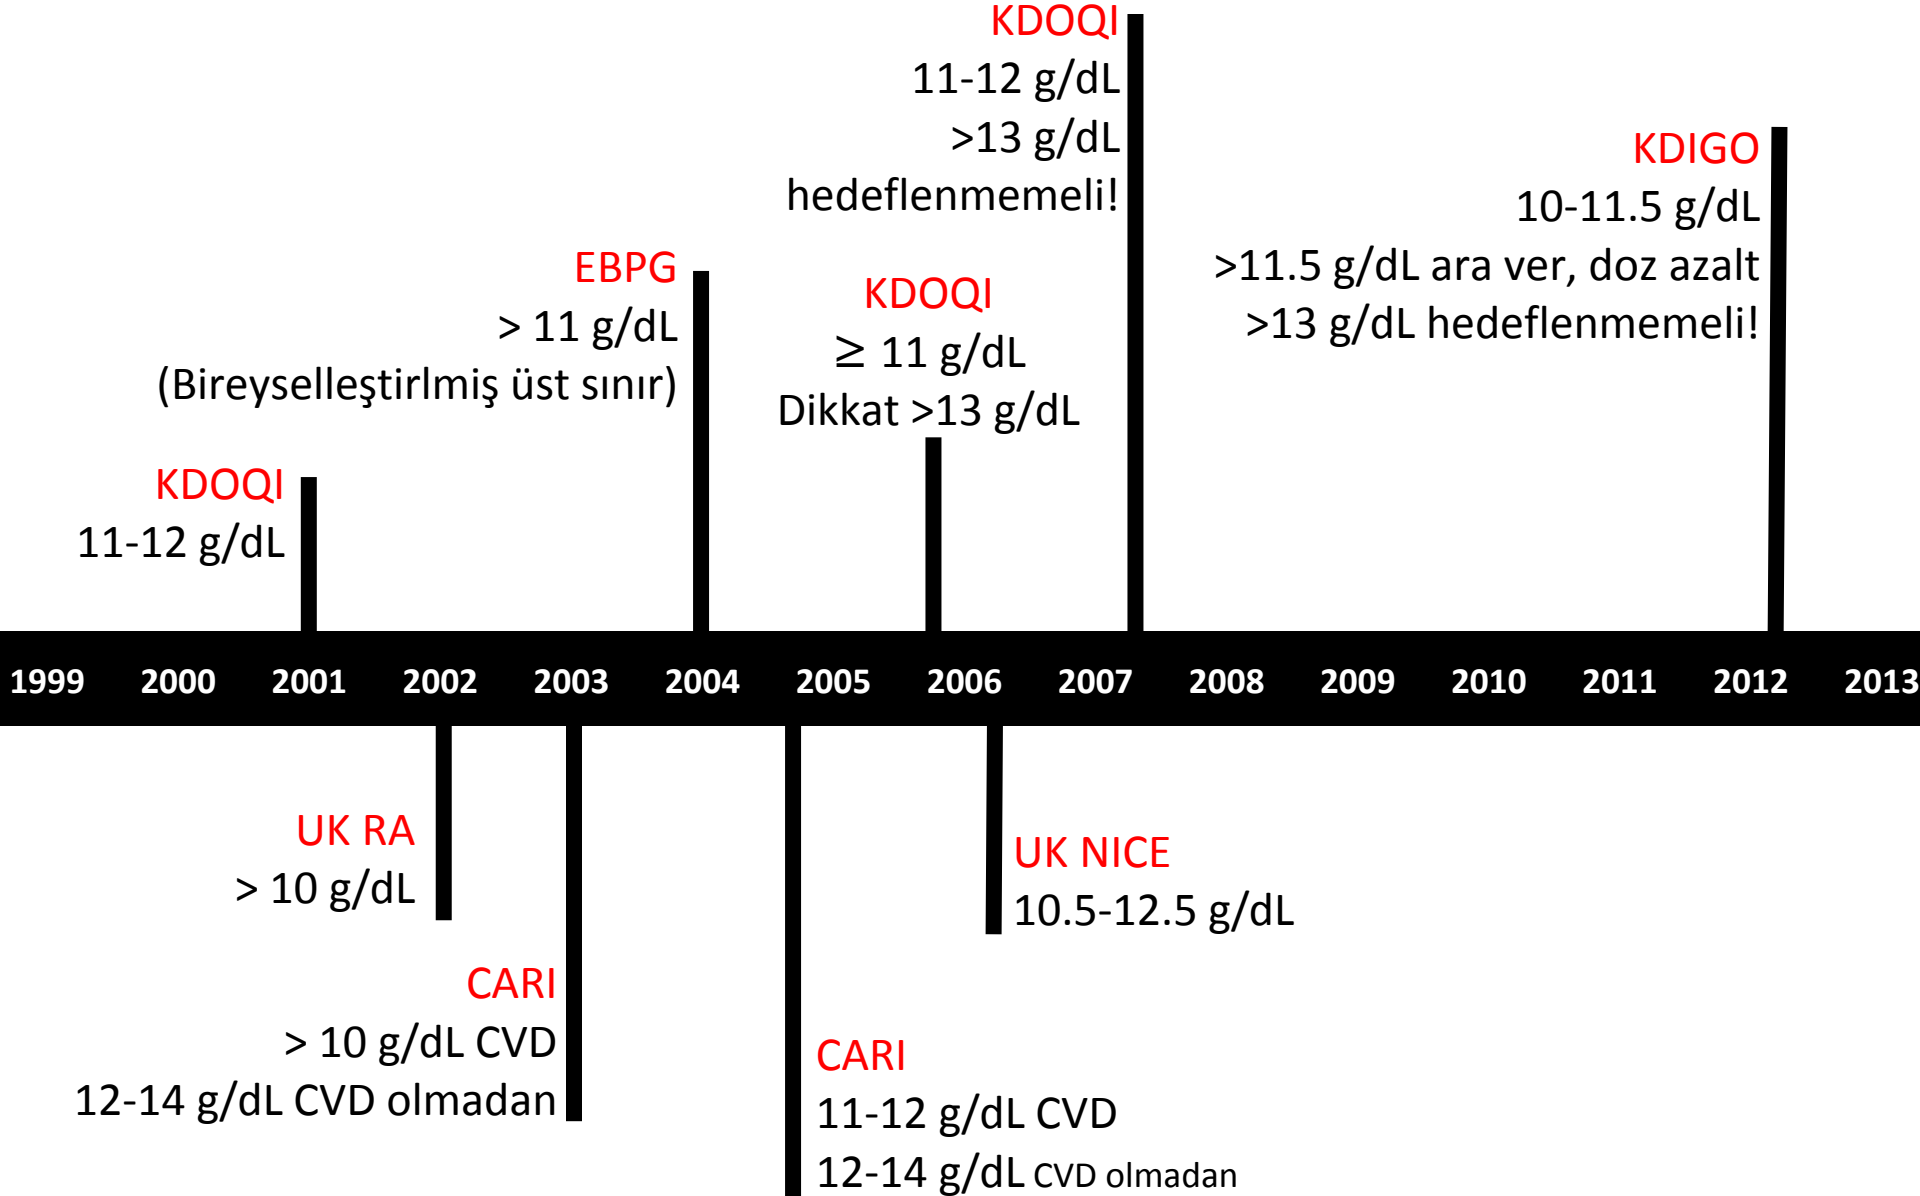 KDOQI
11-12 g/dL
>13 g/dL
hedeflenmemeli!
KDIGO
10-11.5 g/dL
>11.5 g/dL ara ver, doz azalt
>13 g/dL hedeflenmemeli!
EBPG
> 11 g/dL
(Bireyselleştirlmiş üst sınır)
KDOQI
≥ 11 g/dL
Dikkat >13 g/dL
KDOQI
11-12 g/dL
1999 2000 2001 2002 2003 2004 2005 2006 2007 2008 2009 2010 2011 2012 2013
UK RA
> 10 g/dL
UK NICE
10.5-12.5 g/dL
CARI
> 10 g/dL CVD
12-14 g/dL CVD olmadan
CARI
11-12 g/dL CVD
12-14 g/dL CVD olmadan